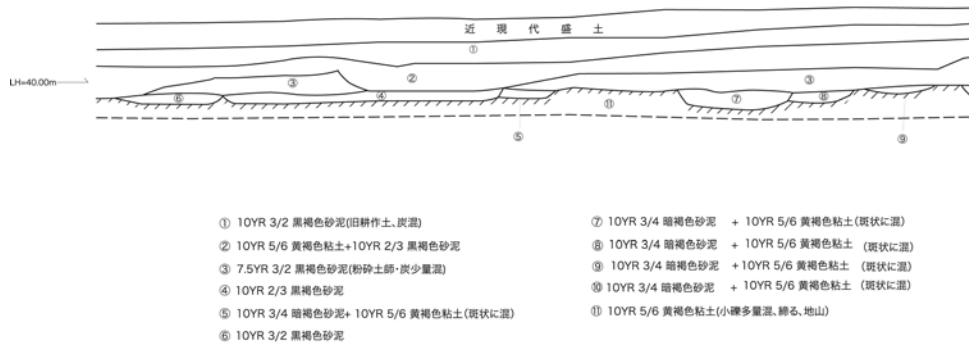 近 現 代 盛 土
①
LH=40.00m
②
③
③
④
⑥
⑦
⑧
⑪
⑤
⑨
① 10YR 3/2 黒褐色砂泥(旧耕作土、炭混)
② 10YR 5/6 黄褐色粘土+10YR 2/3 黒褐色砂泥
③ 7.5YR 3/2 黒褐色砂泥(粉砕土師・炭少量混)
④ 10YR 2/3 黒褐色砂泥
⑤ 10YR 3/4 暗褐色砂泥+ 10YR 5/6 黄褐色粘土(斑状に混)
⑥ 10YR 3/2 黒褐色砂泥
⑦ 10YR 3/4 暗褐色砂泥 + 10YR 5/6 黄褐色粘土(斑状に混)
⑧ 10YR 3/4 暗褐色砂泥 + 10YR 5/6 黄褐色粘土 (斑状に混)
⑨ 10YR 3/4 暗褐色砂泥 +10YR 5/6 黄褐色粘土 (斑状に混)
⑩ 10YR 3/4 暗褐色砂泥 + 10YR 5/6 黄褐色粘土 (斑状に混)
⑪ 10YR 5/6 黄褐色粘土(小礫多量混、締る、地山)